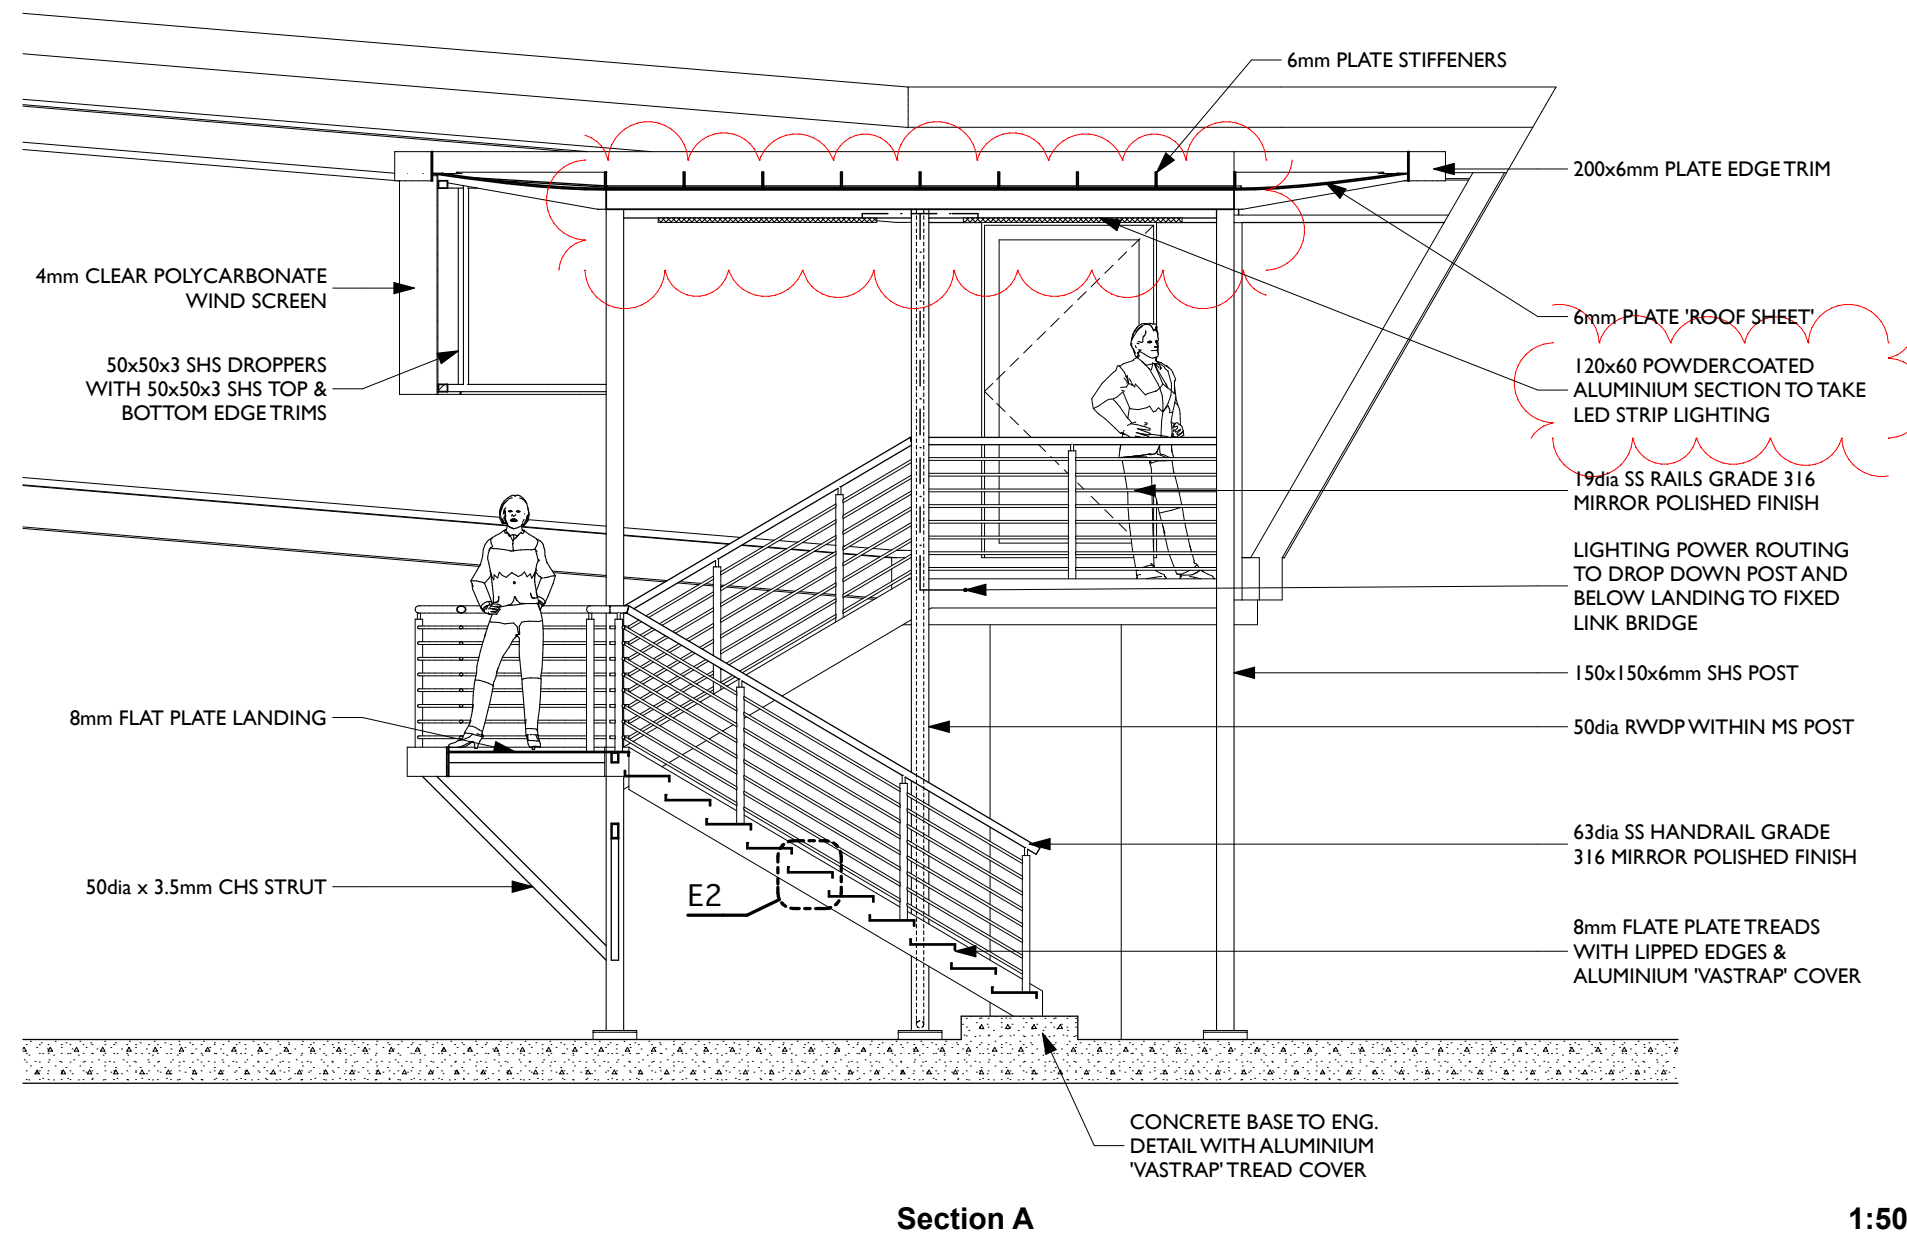 6mm PLATE STIFFENERS
200x6mm PLATE EDGE TRIM
4mm CLEAR POLYCARBONATE
WIND SCREEN
6mm PLATE 'ROOF SHEET'
50x50x3 SHS DROPPERS
WITH 50x50x3 SHS TOP &
BOTTOM EDGE TRIMS
120x60 POWDERCOATED
ALUMINIUM SECTION TO TAKE
LED STRIP LIGHTING
19dia SS RAILS GRADE 316
MIRROR POLISHED FINISH
LIGHTING POWER ROUTING
TO DROP DOWN POST AND
BELOW LANDING TO FIXED
LINK BRIDGE
150x150x6mm SHS POST
8mm FLAT PLATE LANDING
50dia RWDP WITHIN MS POST
63dia SS HANDRAIL GRADE
316 MIRROR POLISHED FINISH
50dia x 3.5mm CHS STRUT
E2
8mm FLATE PLATE TREADS
WITH LIPPED EDGES &
ALUMINIUM 'VASTRAP' COVER
CONCRETE BASE TO ENG.
DETAIL WITH ALUMINIUM
'VASTRAP' TREAD COVER
Section A
1:50